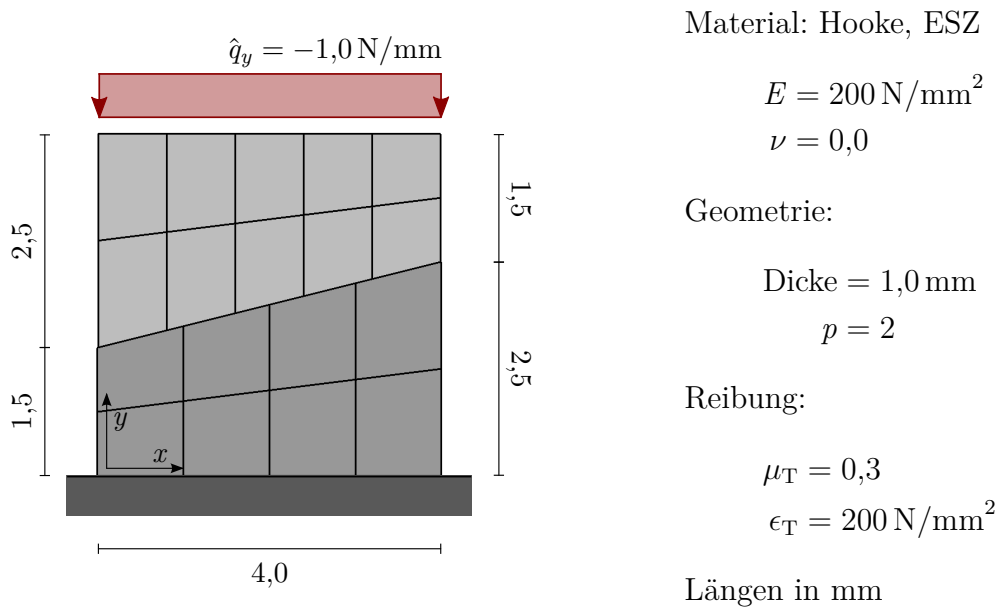 q̂_y = −1,0 N/mm
2,5
1,5
1,5
2,5
y
x
4,0
Material: Hooke, ESZ
E = 200 N/mm²
ν = 0,0
Geometrie:
Dicke = 1,0 mm
p = 2
Reibung:
μ_T = 0,3
ϵ_T = 200 N/mm²
Längen in mm